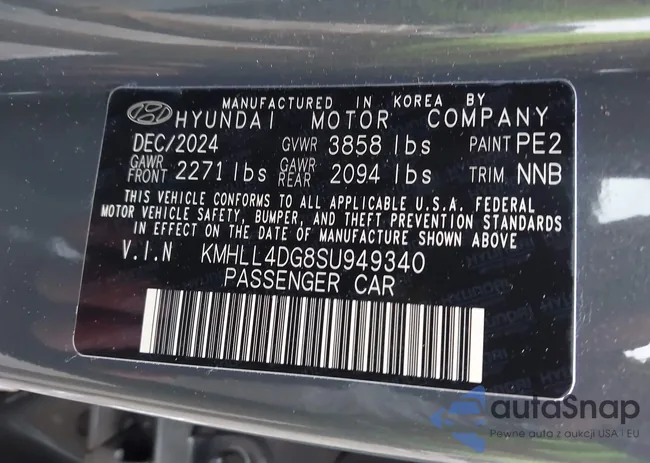 MANUFACTURED IN KOREA BY
HYUNDAI MOTOR COMPANY
DEC/2024 GVWR 3858 lbs PAINT PE2
GAWR FRONT 2271 lbs GAWR REAR 2094 lbs TRIM NNB
THIS VEHICLE CONFORMS TO ALL APPLICABLE U.S.A. FEDERAL
MOTOR VEHICLE SAFETY, BUMPER, AND THEFT PREVENTION STANDARDS
IN EFFECT ON THE DATE OF MANUFACTURE SHOWN ABOVE
V.I.N KMHLL4DG8SU949340
PASSENGER CAR
autaSnap
Pewne auto z aukcji USA i EU